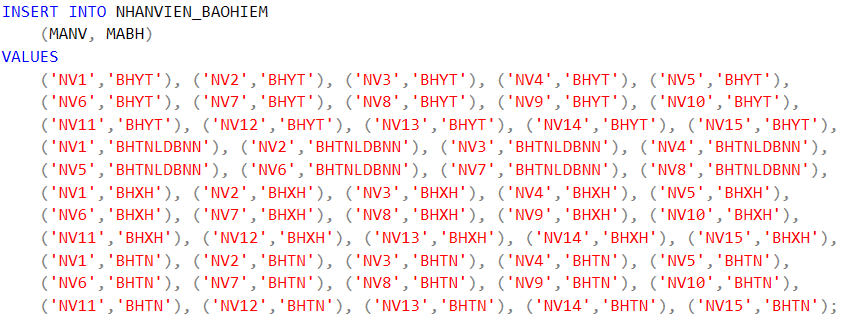 INSERT INTO NHANVIEN_BAOHIEM
(MANV, MABH)
VALUES
('NV1','BHYT'), ('NV2','BHYT'), ('NV3','BHYT'), ('NV4','BHYT'), ('NV5','BHYT'),
('NV6','BHYT'), ('NV7','BHYT'), ('NV8','BHYT'), ('NV9','BHYT'), ('NV10','BHYT'),
('NV11','BHYT'), ('NV12','BHYT'), ('NV13','BHYT'), ('NV14','BHYT'), ('NV15','BHYT'),
('NV1','BHTNLDBNN'), ('NV2','BHTNLDBNN'), ('NV3','BHTNLDBNN'), ('NV4','BHTNLDBNN'),
('NV5','BHTNLDBNN'), ('NV6','BHTNLDBNN'), ('NV7','BHTNLDBNN'), ('NV8','BHTNLDBNN'),
('NV1','BHXH'), ('NV2','BHXH'), ('NV3','BHXH'), ('NV4','BHXH'), ('NV5','BHXH'),
('NV6','BHXH'), ('NV7','BHXH'), ('NV8','BHXH'), ('NV9','BHXH'), ('NV10','BHXH'),
('NV11','BHXH'), ('NV12','BHXH'), ('NV13','BHXH'), ('NV14','BHXH'), ('NV15','BHXH'),
('NV1','BHTN'), ('NV2','BHTN'), ('NV3','BHTN'), ('NV4','BHTN'), ('NV5','BHTN'),
('NV6','BHTN'), ('NV7','BHTN'), ('NV8','BHTN'), ('NV9','BHTN'), ('NV10','BHTN'),
('NV11','BHTN'), ('NV12','BHTN'), ('NV13','BHTN'), ('NV14','BHTN'), ('NV15','BHTN');